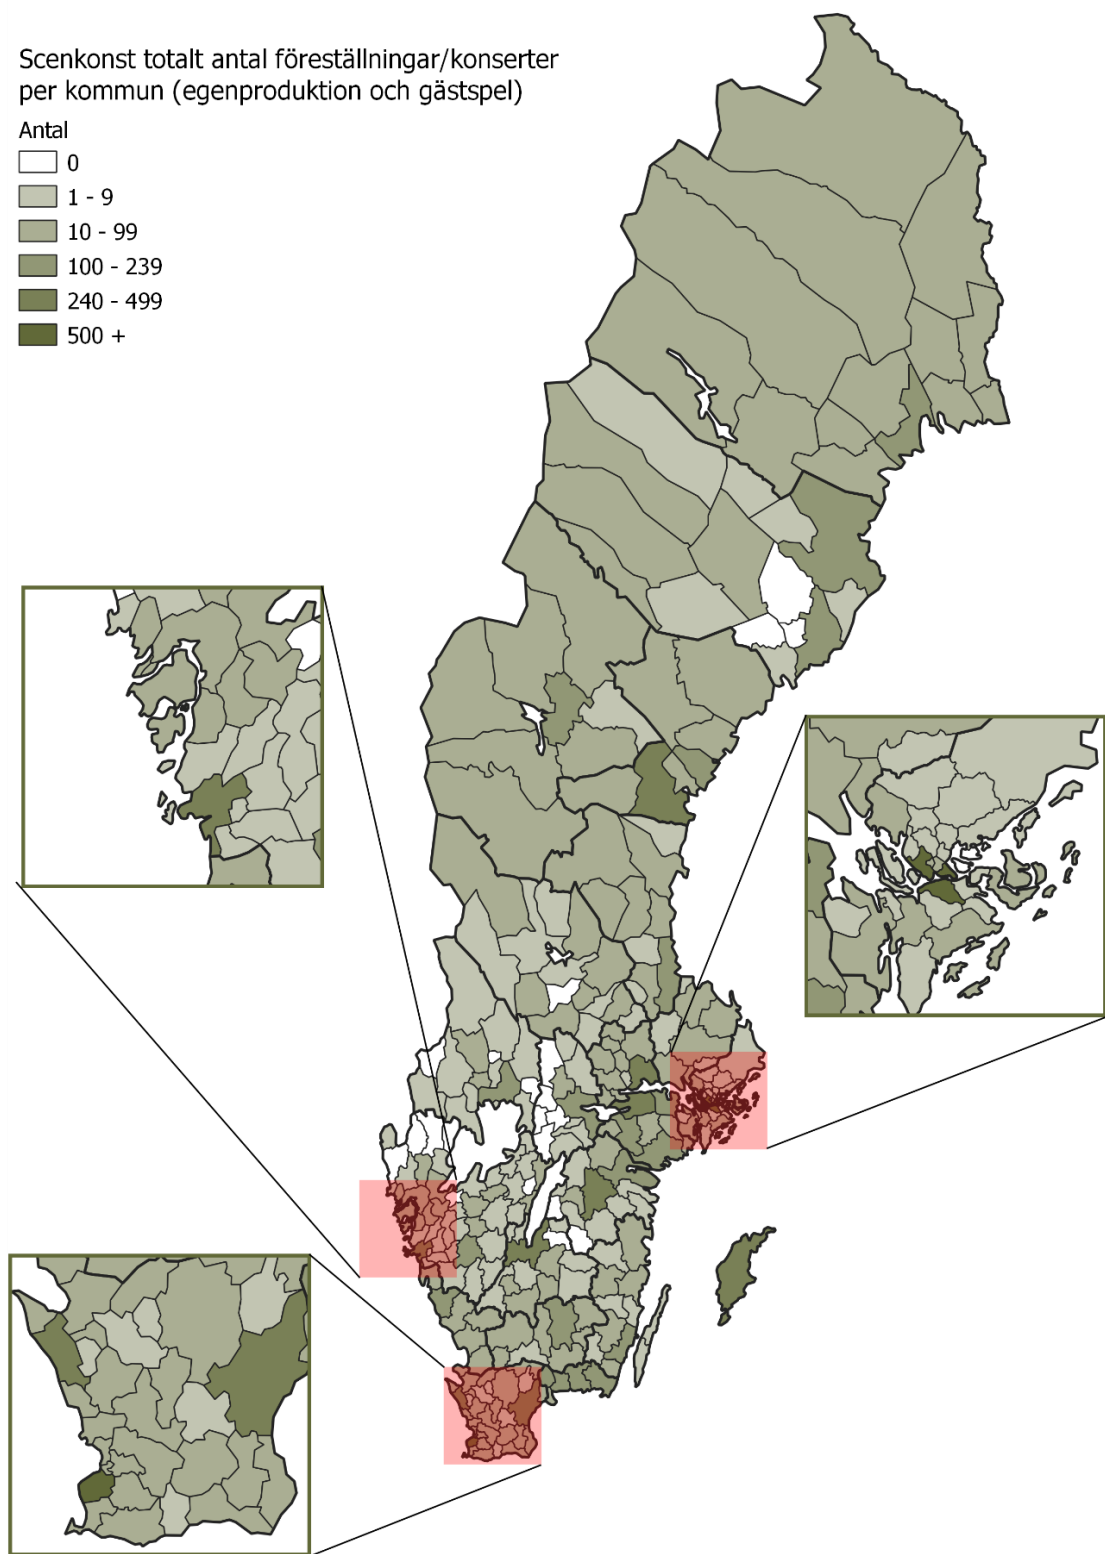 Scenkonst totalt antal föreställningar/konserter
per kommun (egenproduktion och gästspel)
Antal
0
1 - 9
10 - 99
100 - 239
240 - 499
500 +